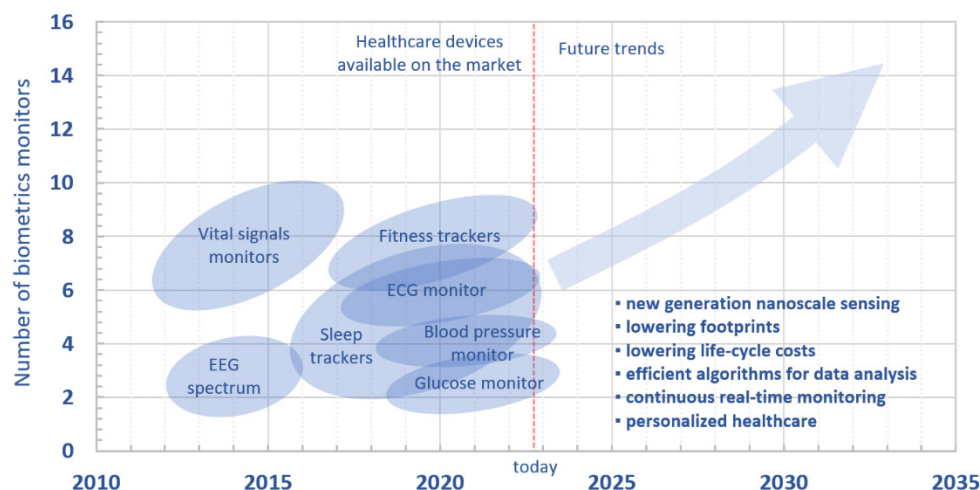 Number of biometrics monitors
16
14
12
10
8
6
4
2
0
Healthcare devices
available on the market
Future trends
Vital signals
monitors
Fitness trackers
ECG monitor
Sleep
trackers
Blood pressure
monitor
EEG
spectrum
Glucose monitor
▪ new generation nanoscale sensing
▪ lowering footprints
▪ lowering life-cycle costs
▪ efficient algorithms for data analysis
▪ continuous real-time monitoring
▪ personalized healthcare
today
2010 2015 2020 2025 2030 2035